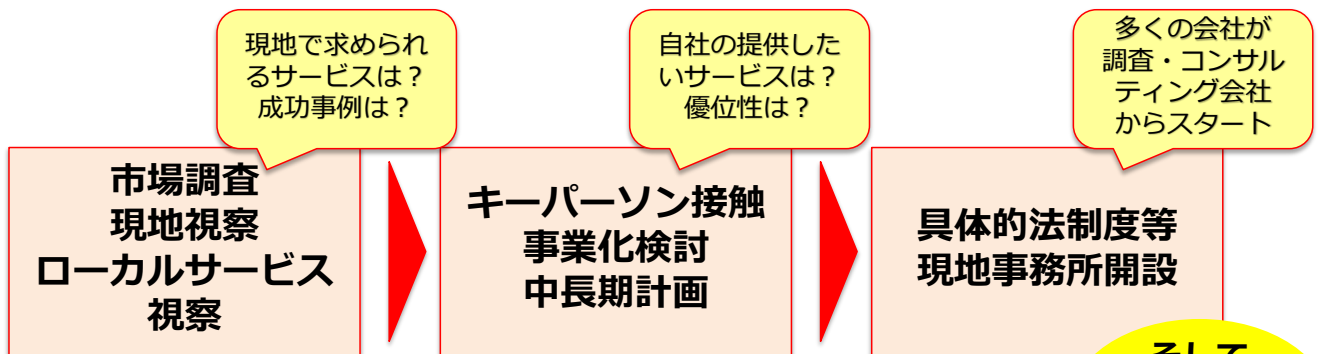 現地で求められ
るサービスは？
成功事例は？
自社の提供した
いサービスは？
優位性は？
多くの会社が
調査・コンサル
ティング会社
からスタート
市場調査
現地視察
ローカルサービス
視察
キーパーソン接触
事業化検討
中長期計画
具体的法制度等
現地事務所開設
そして